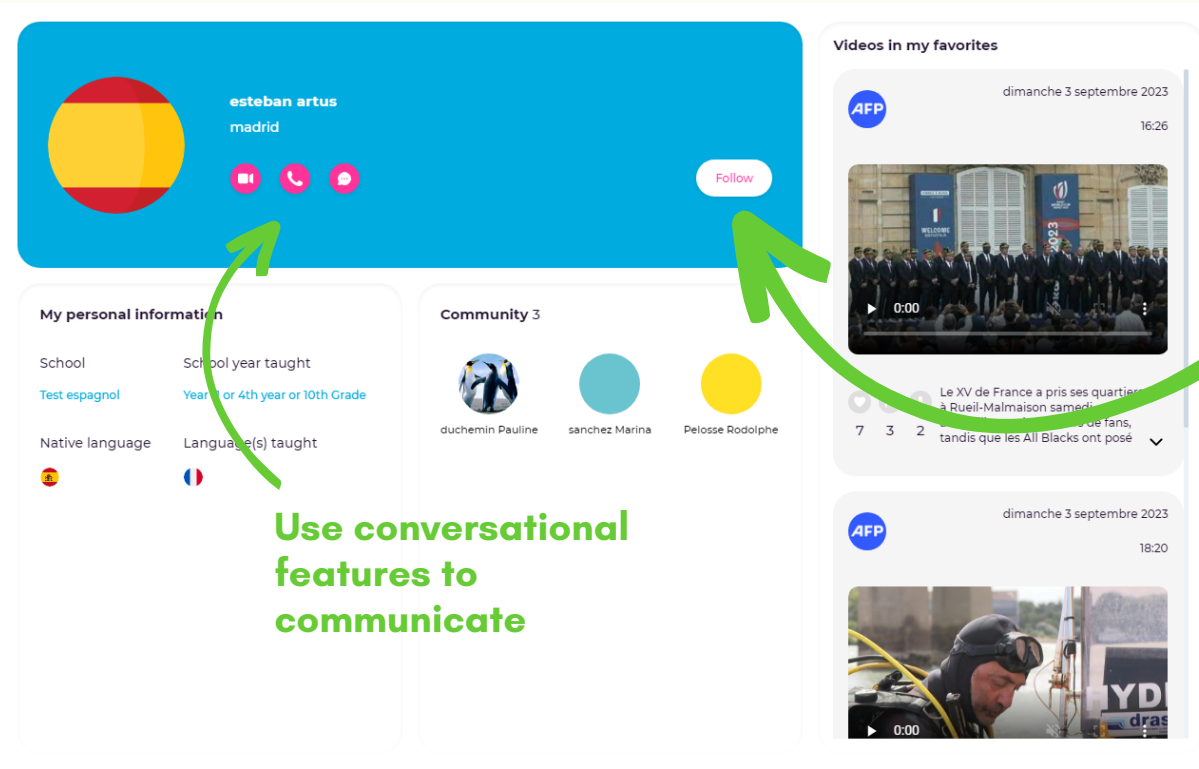 esteban artus
madrid
Follow
My personal information
School
School year taught
Test espagnol
or 4th year or 10th Grade
Native language
Language(s) taught
Community 3
duchemin Pauline
sanchez Marina
Pelosse Rodolphe
Use conversational
features to
communicate
Videos in my favorites
AFP
dimanche 3 septembre 2023
16:26
WELCOME
2023
0:00
7 3 2
Le XV de France a pris ses quartiers
à Rueil-Malmaison samedi
de fans,
tandis que les All Blacks ont posé
AFP
dimanche 3 septembre 2023
18:20
HYD
dras
0:00